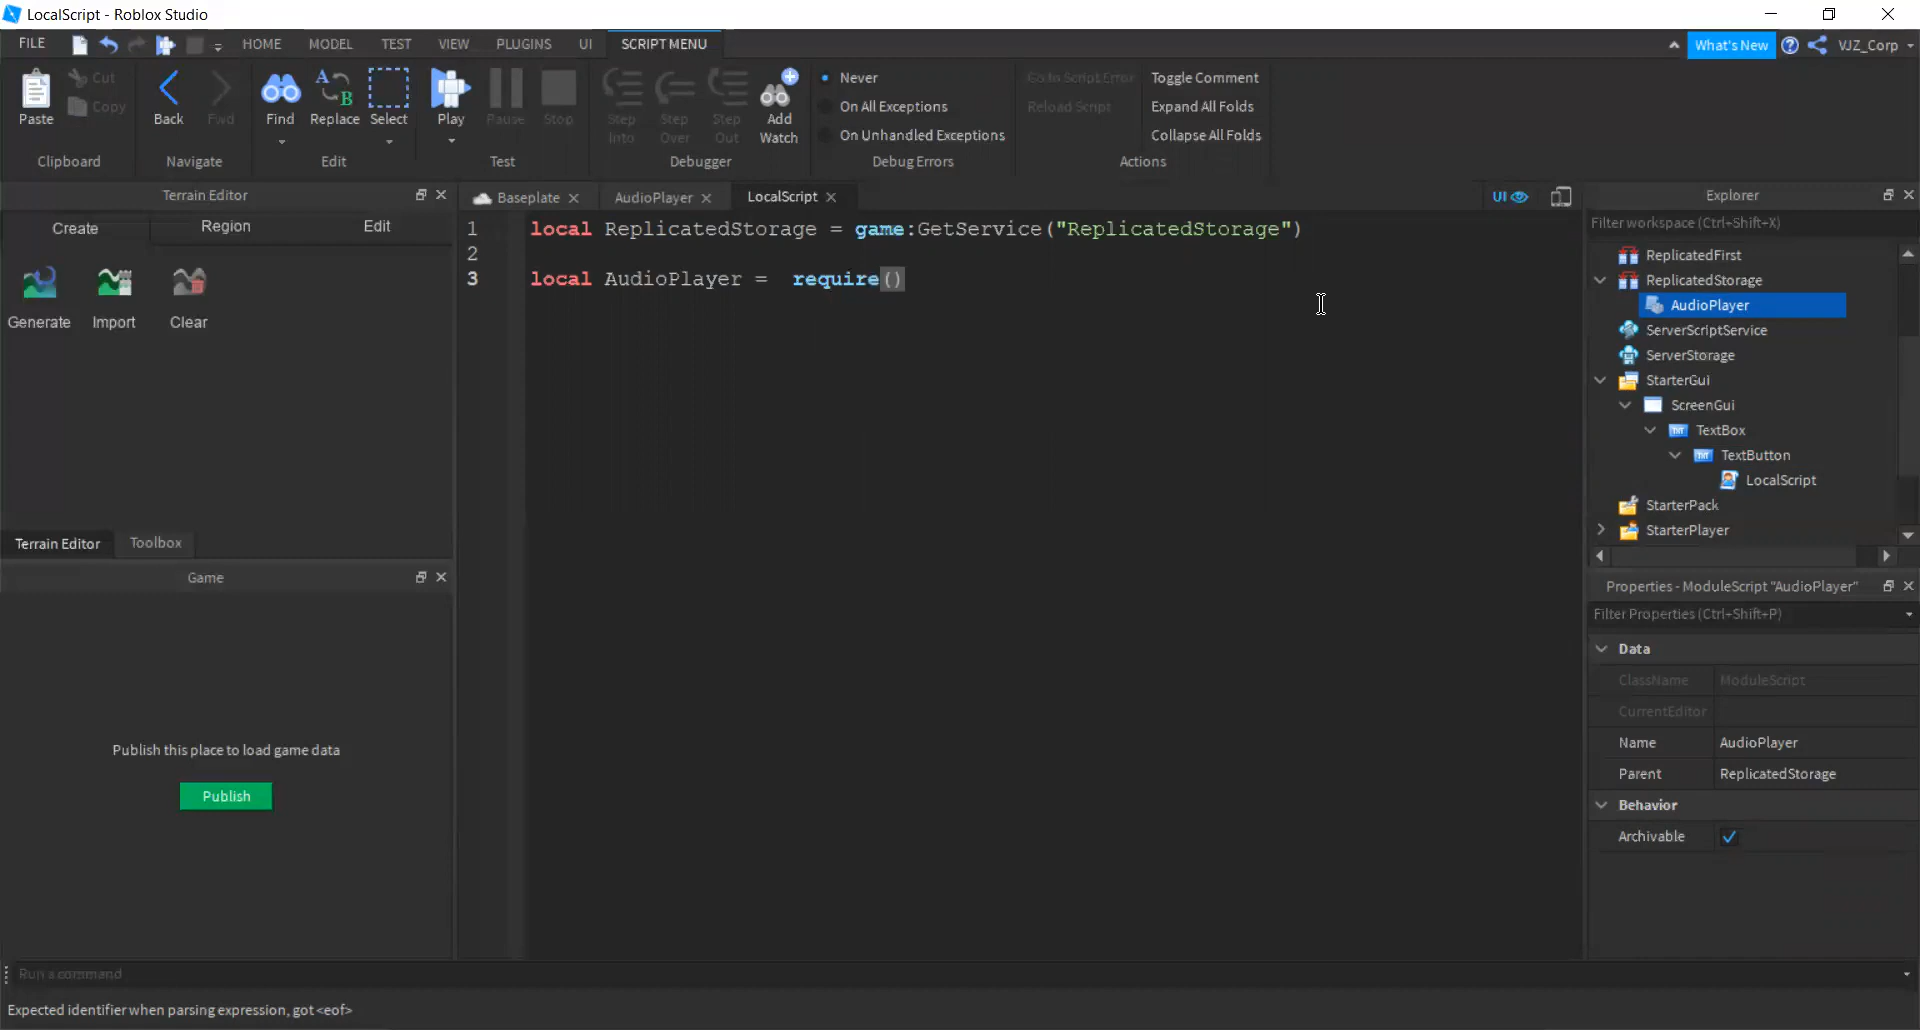 LocalScript - Roblox Studio
FILE HOME MODEL TEST VIEW PLUGINS UI SCRIPT MENU What's New VJZ_Corp
Paste Cut Copy
Clipboard
Back Fwd
Navigate
Find Replace Select
Edit
Play Pause Stop
Test
Step Into Step Over Step Out Add Watch
Debugger
Never
On All Exceptions
On Unhandled Exceptions
Debug Errors
Go to Script Error Toggle Comment
Reload Script Expand All Folds
Collapse All Folds
Actions
Terrain Editor
Create Region Edit
Generate Import Clear
Terrain Editor Toolbox
Game
Publish this place to load game data
Publish
Baseplate AudioPlayer LocalScript UI
1 local ReplicatedStorage = game:GetService("ReplicatedStorage")
2
3 local AudioPlayer =  require()
Explorer
Filter workspace (Ctrl+Shift+X)
ReplicatedFirst
ReplicatedStorage
AudioPlayer
ServerScriptService
ServerStorage
StarterGui
ScreenGui
TextBox
TextButton
LocalScript
StarterPack
StarterPlayer
Properties - ModuleScript "AudioPlayer"
Filter Properties (Ctrl+Shift+P)
Data
ClassName ModuleScript
CurrentEditor
Name AudioPlayer
Parent ReplicatedStorage
Behavior
Archivable
Run a command
Expected identifier when parsing expression, got <eof>